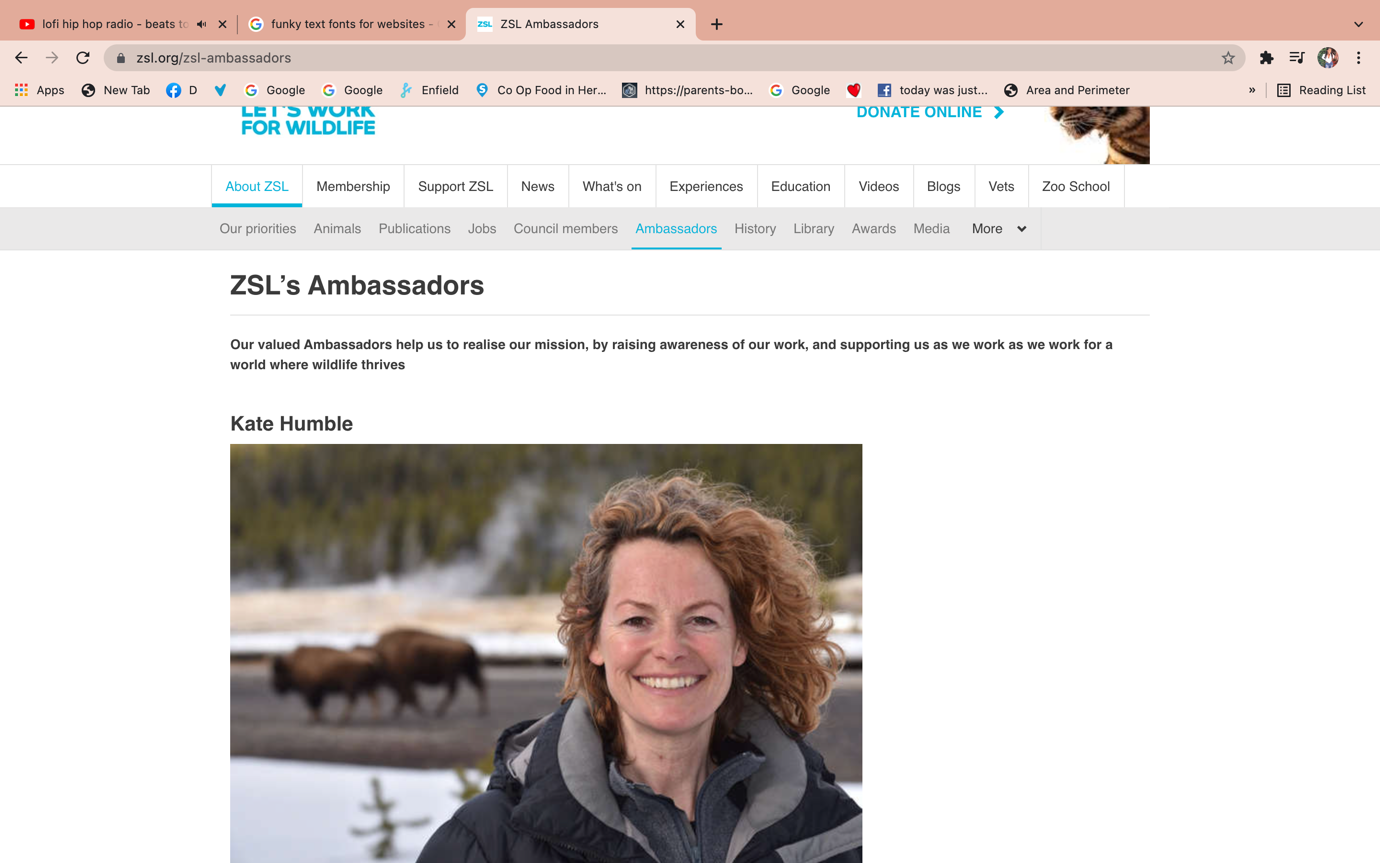 lofi hip hop radio - beats to
funky text fonts for websites -
ZSL ZSL Ambassadors
zsl.org/zsl-ambassadors
Apps New Tab D Google Google Enfield Co Op Food in Her... https://parents-bo... Google today was just... Area and Perimeter » Reading List
LET'S WORK
FOR WILDLIFE
DONATE ONLINE
About ZSL Membership Support ZSL News What's on Experiences Education Videos Blogs Vets Zoo School
Our priorities Animals Publications Jobs Council members Ambassadors History Library Awards Media More
ZSL’s Ambassadors
Our valued Ambassadors help us to realise our mission, by raising awareness of our work, and supporting us as we work as we work for a
world where wildlife thrives
Kate Humble